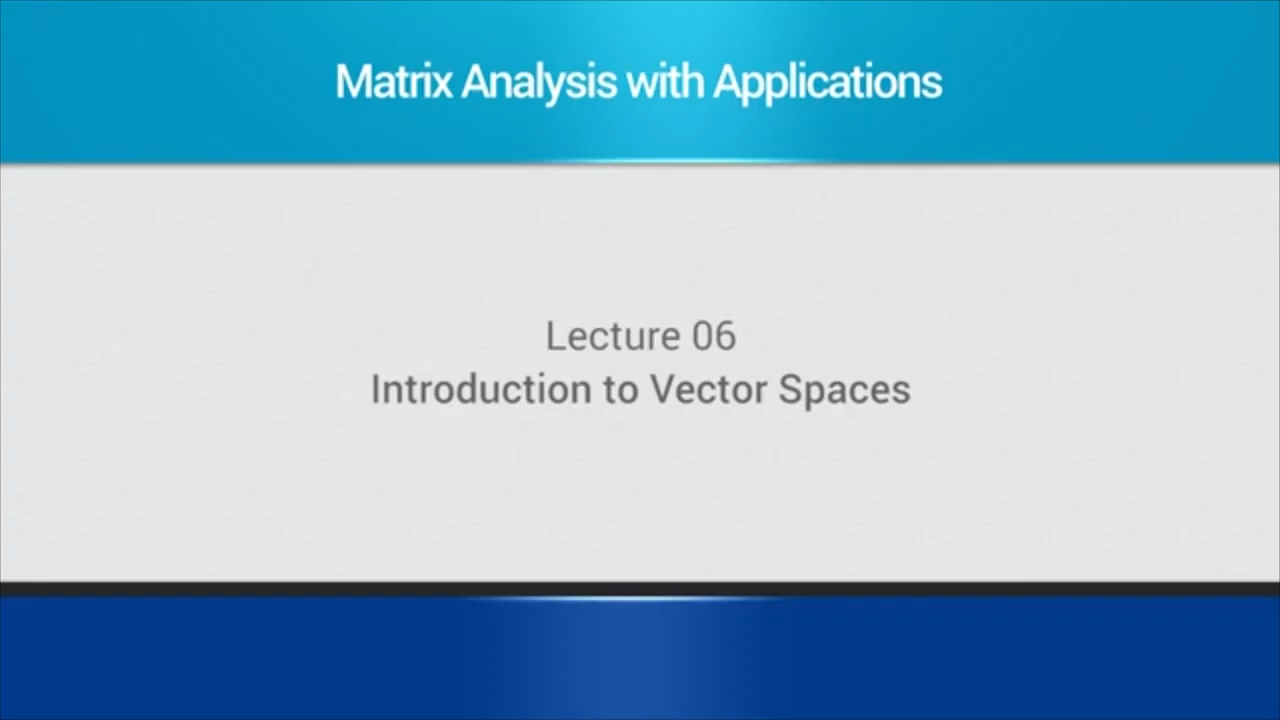 Matrix Analysis with Applications
Lecture 06
Introduction to Vector Spaces